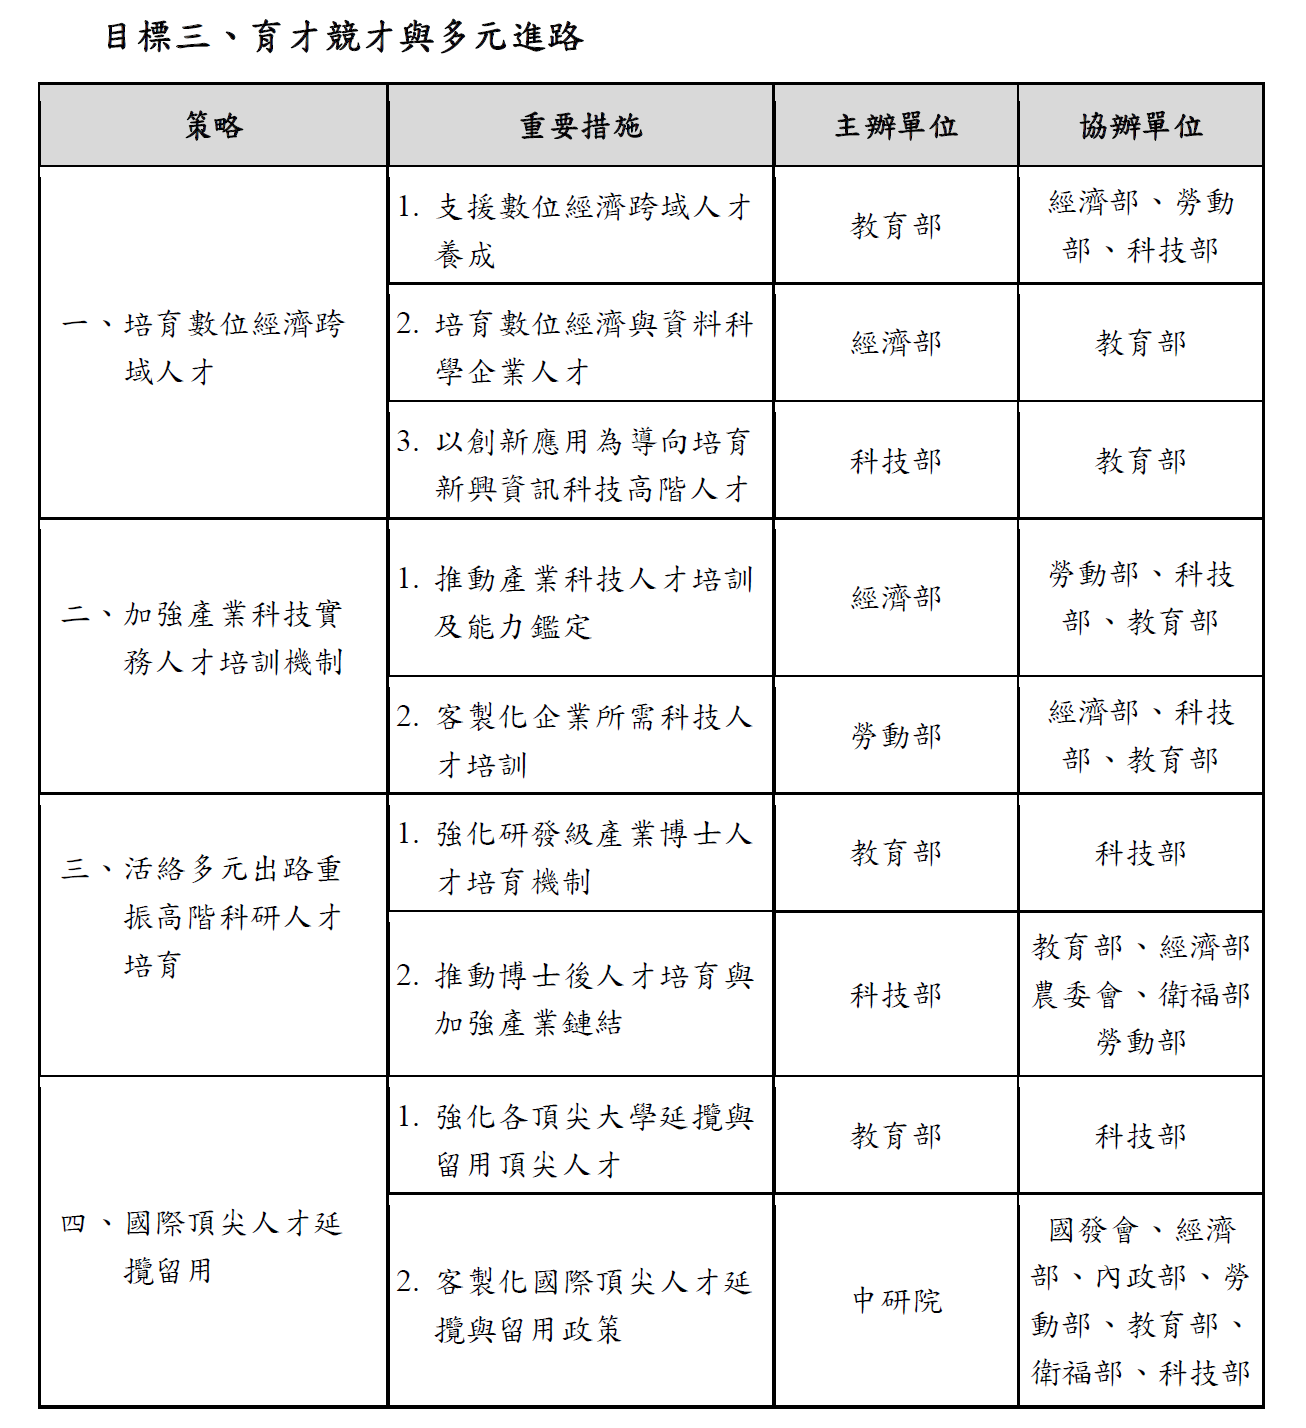 目標三、育才競才與多元進路
策略
重要措施
主辦單位
協辦單位
一、培育數位經濟跨
域人才
1. 支援數位經濟跨域人才
養成
教育部
經濟部、勞動
部、科技部
2. 培育數位經濟與資料科
學企業人才
經濟部
教育部
3. 以創新應用為導向培育
新興資訊科技高階人才
科技部
教育部
二、加強產業科技實
務人才培訓機制
1. 推動產業科技人才培訓
及能力鑑定
經濟部
勞動部、科技
部、教育部
2. 客製化企業所需科技人
才培訓
勞動部
經濟部、科技
部、教育部
三、活絡多元出路重
振高階科研人才
培育
1. 強化研發級產業博士人
才培育機制
教育部
科技部
2. 推動博士後人才培育與
加強產業鏈結
科技部
教育部、經濟部
農委會、衛福部
勞動部
四、國際頂尖人才延
攬留用
1. 強化各頂尖大學延攬與
留用頂尖人才
教育部
科技部
2. 客製化國際頂尖人才延
攬與留用政策
中研院
國發會、經濟
部、內政部、勞
動部、教育部、
衛福部、科技部